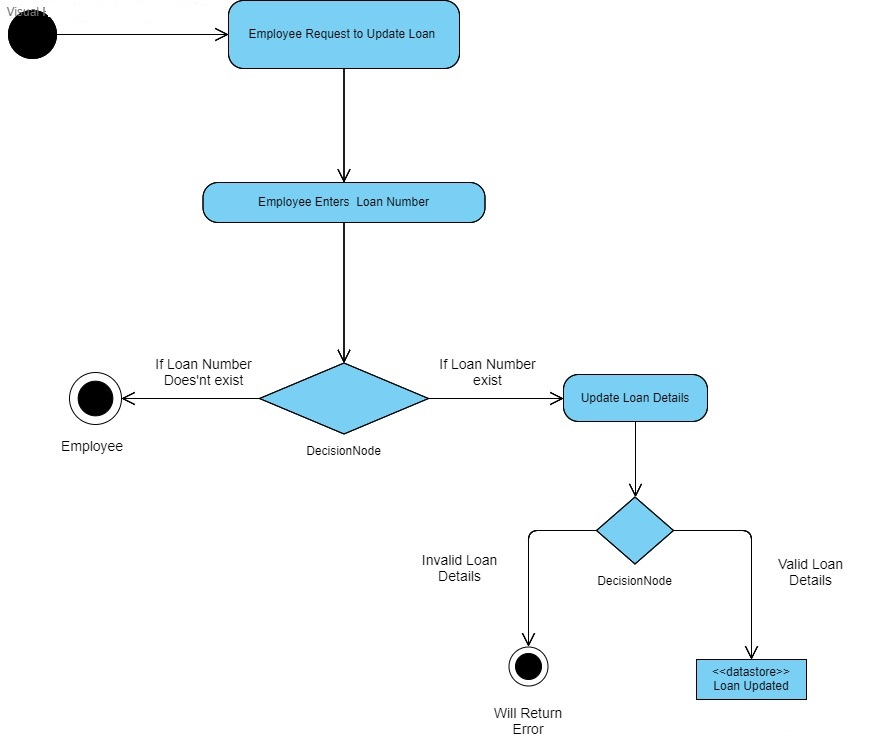 Visual
Employee Request to Update Loan
Employee Enters Loan Number
If Loan Number
Does'nt exist
If Loan Number
exist
Update Loan Details
Employee
DecisionNode
Invalid Loan
Details
DecisionNode
Valid Loan
Details
<<datastore>>
Loan Updated
Will Return
Error